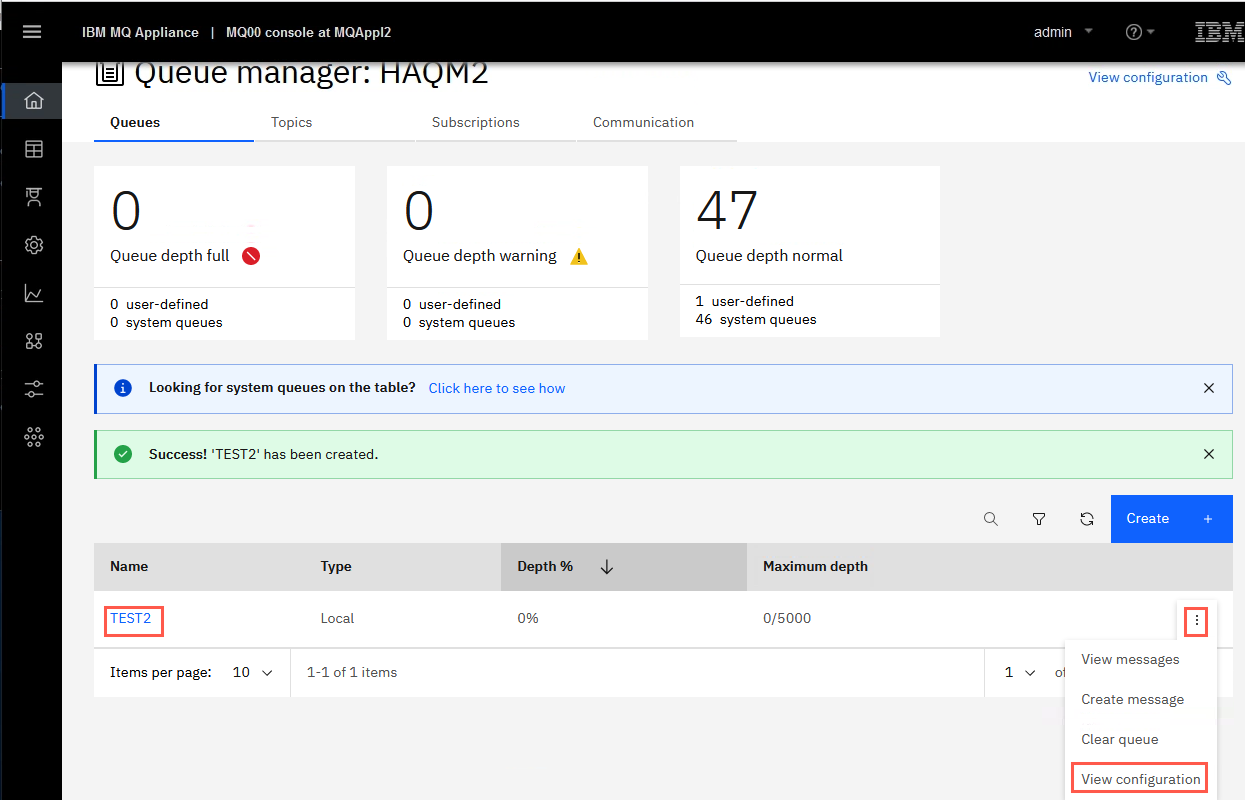 IBM MQ Appliance | MQ00 console at MQAppl2
admin
IBM
Queue manager: HAQM2
View configuration
Queues Topics Subscriptions Communication
0
Queue depth full
0 user-defined
0 system queues
0
Queue depth warning
0 user-defined
0 system queues
47
Queue depth normal
1 user-defined
46 system queues
Looking for system queues on the table? Click here to see how
Success! 'TEST2' has been created.
Create +
Name Type Depth % Maximum depth
TEST2 Local 0% 0/5000
Items per page: 10 1-1 of 1 items 1 of
View messages
Create message
Clear queue
View configuration